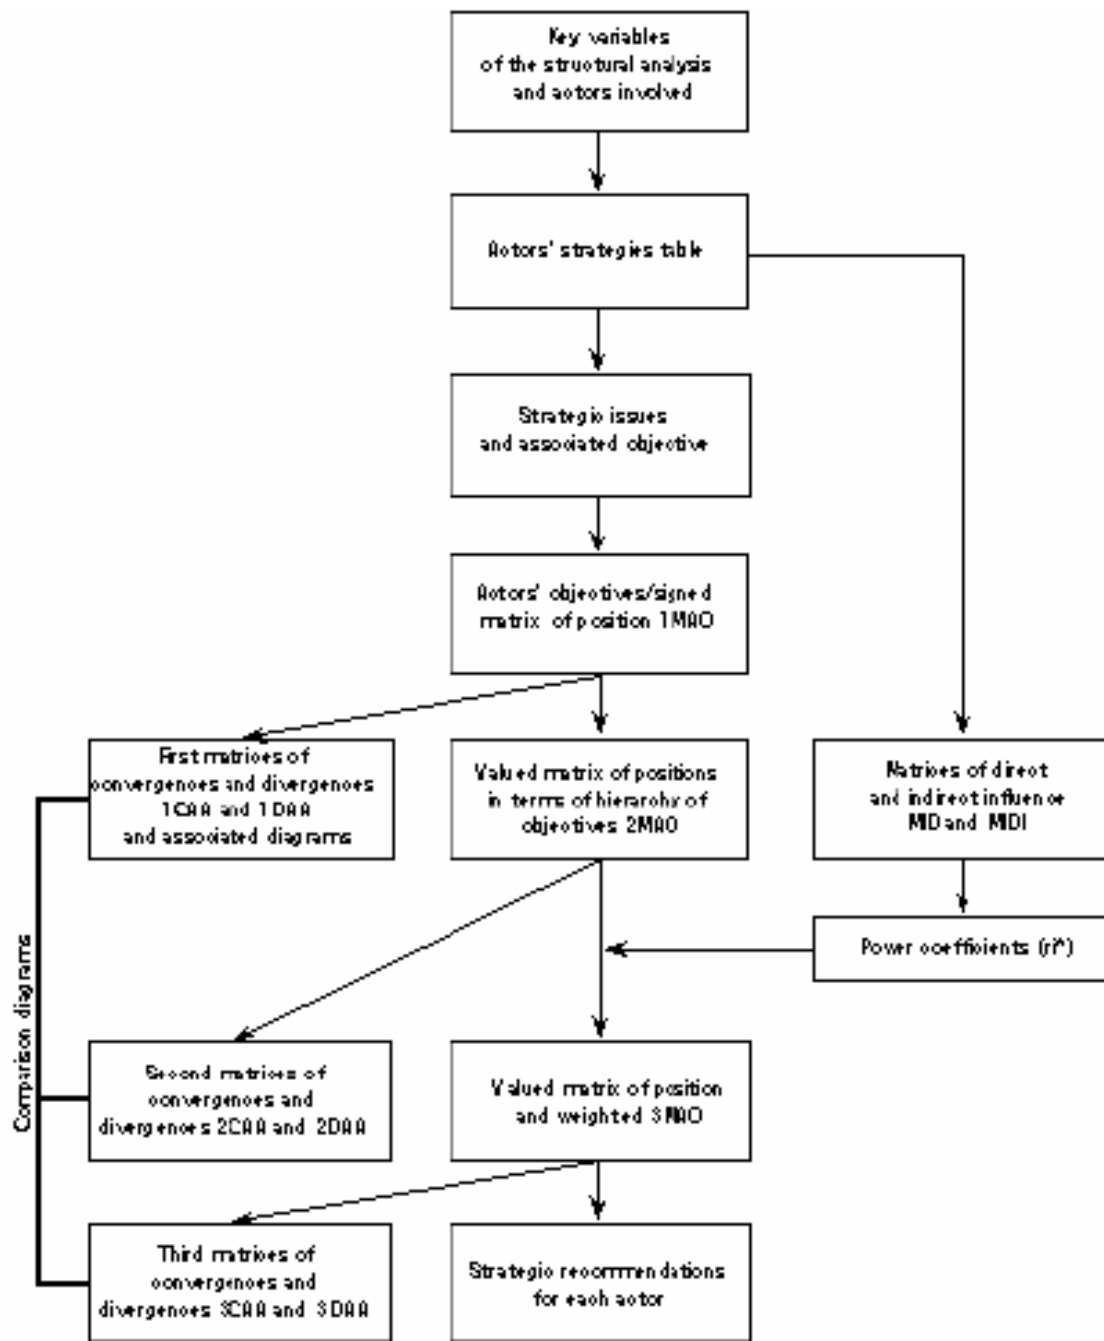 Key variables
of the structural analysis
and actors involved
Actors' strategies table
Strategic issues
and associated objective
Actors' objectives/signed
matrix of position 1MAO
First matrices of
convergences and divergences
1CAA and 1DAA
and associated diagrams
Valued matrix of positions
in terms of hierarchy of
objectives 2MAO
Matrices of direct
and indirect influence
MID and MIDI
Power coefficients (ri*)
Comparison diagrams
Second matrices of
convergences and
divergences 2CAA and 2DAA
Valued matrix of position
and weighted 3MAO
Third matrices of
convergences and
divergences 3CAA and 3DAA
Strategic recommendations
for each actor